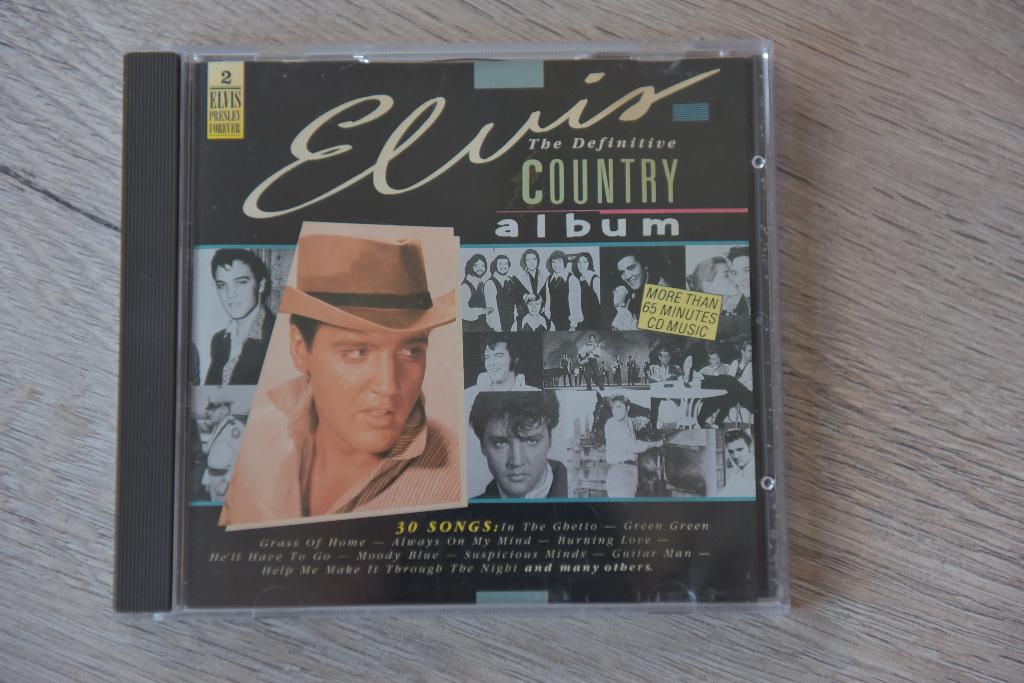 2
ELVIS
PRESLEY
FOREVER
Elvis
The Definitive
COUNTRY
album
MORE THAN
65 MINUTES
CD MUSIC
30 SONGS: In The Ghetto — Green Green
Grass Of Home — Always On My Mind — Burning Love —
He'll Have To Go — Moody Blue — Suspicious Minds — Guitar Man —
Help Me Make It Through The Night and many others.